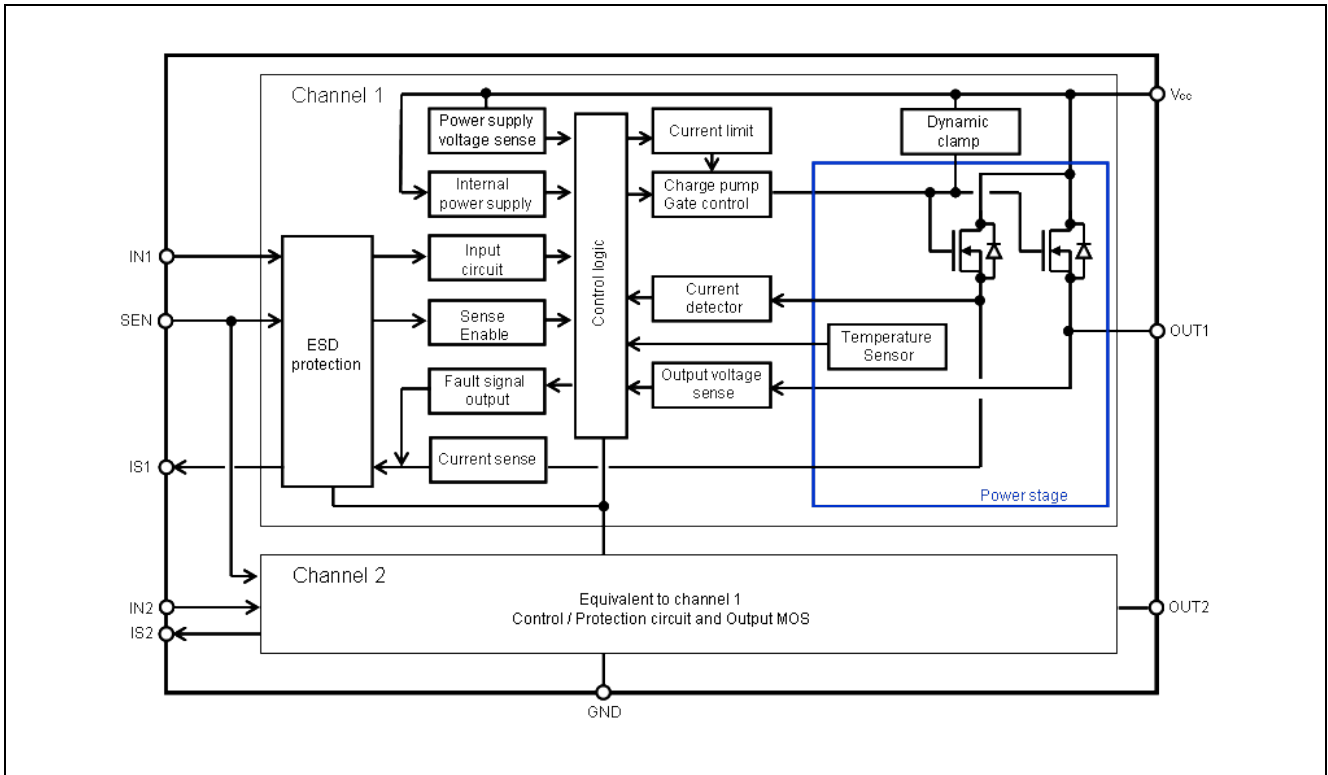 Channel 1
Power supply
voltage sense
Current limit
Dynamic
clamp
Vcc
Internal
power supply
Charge pump
Gate control
IN1
Input
circuit
Control logic
SEN
Sense
Enable
Current
detector
ESD
protection
Temperature
Sensor
OUT1
Fault signal
output
Output voltage
sense
IS1
Current sense
Power stage
Channel 2
IN2
Equivalent to channel 1
Control / Protection circuit and Output MOS
OUT2
IS2
GND